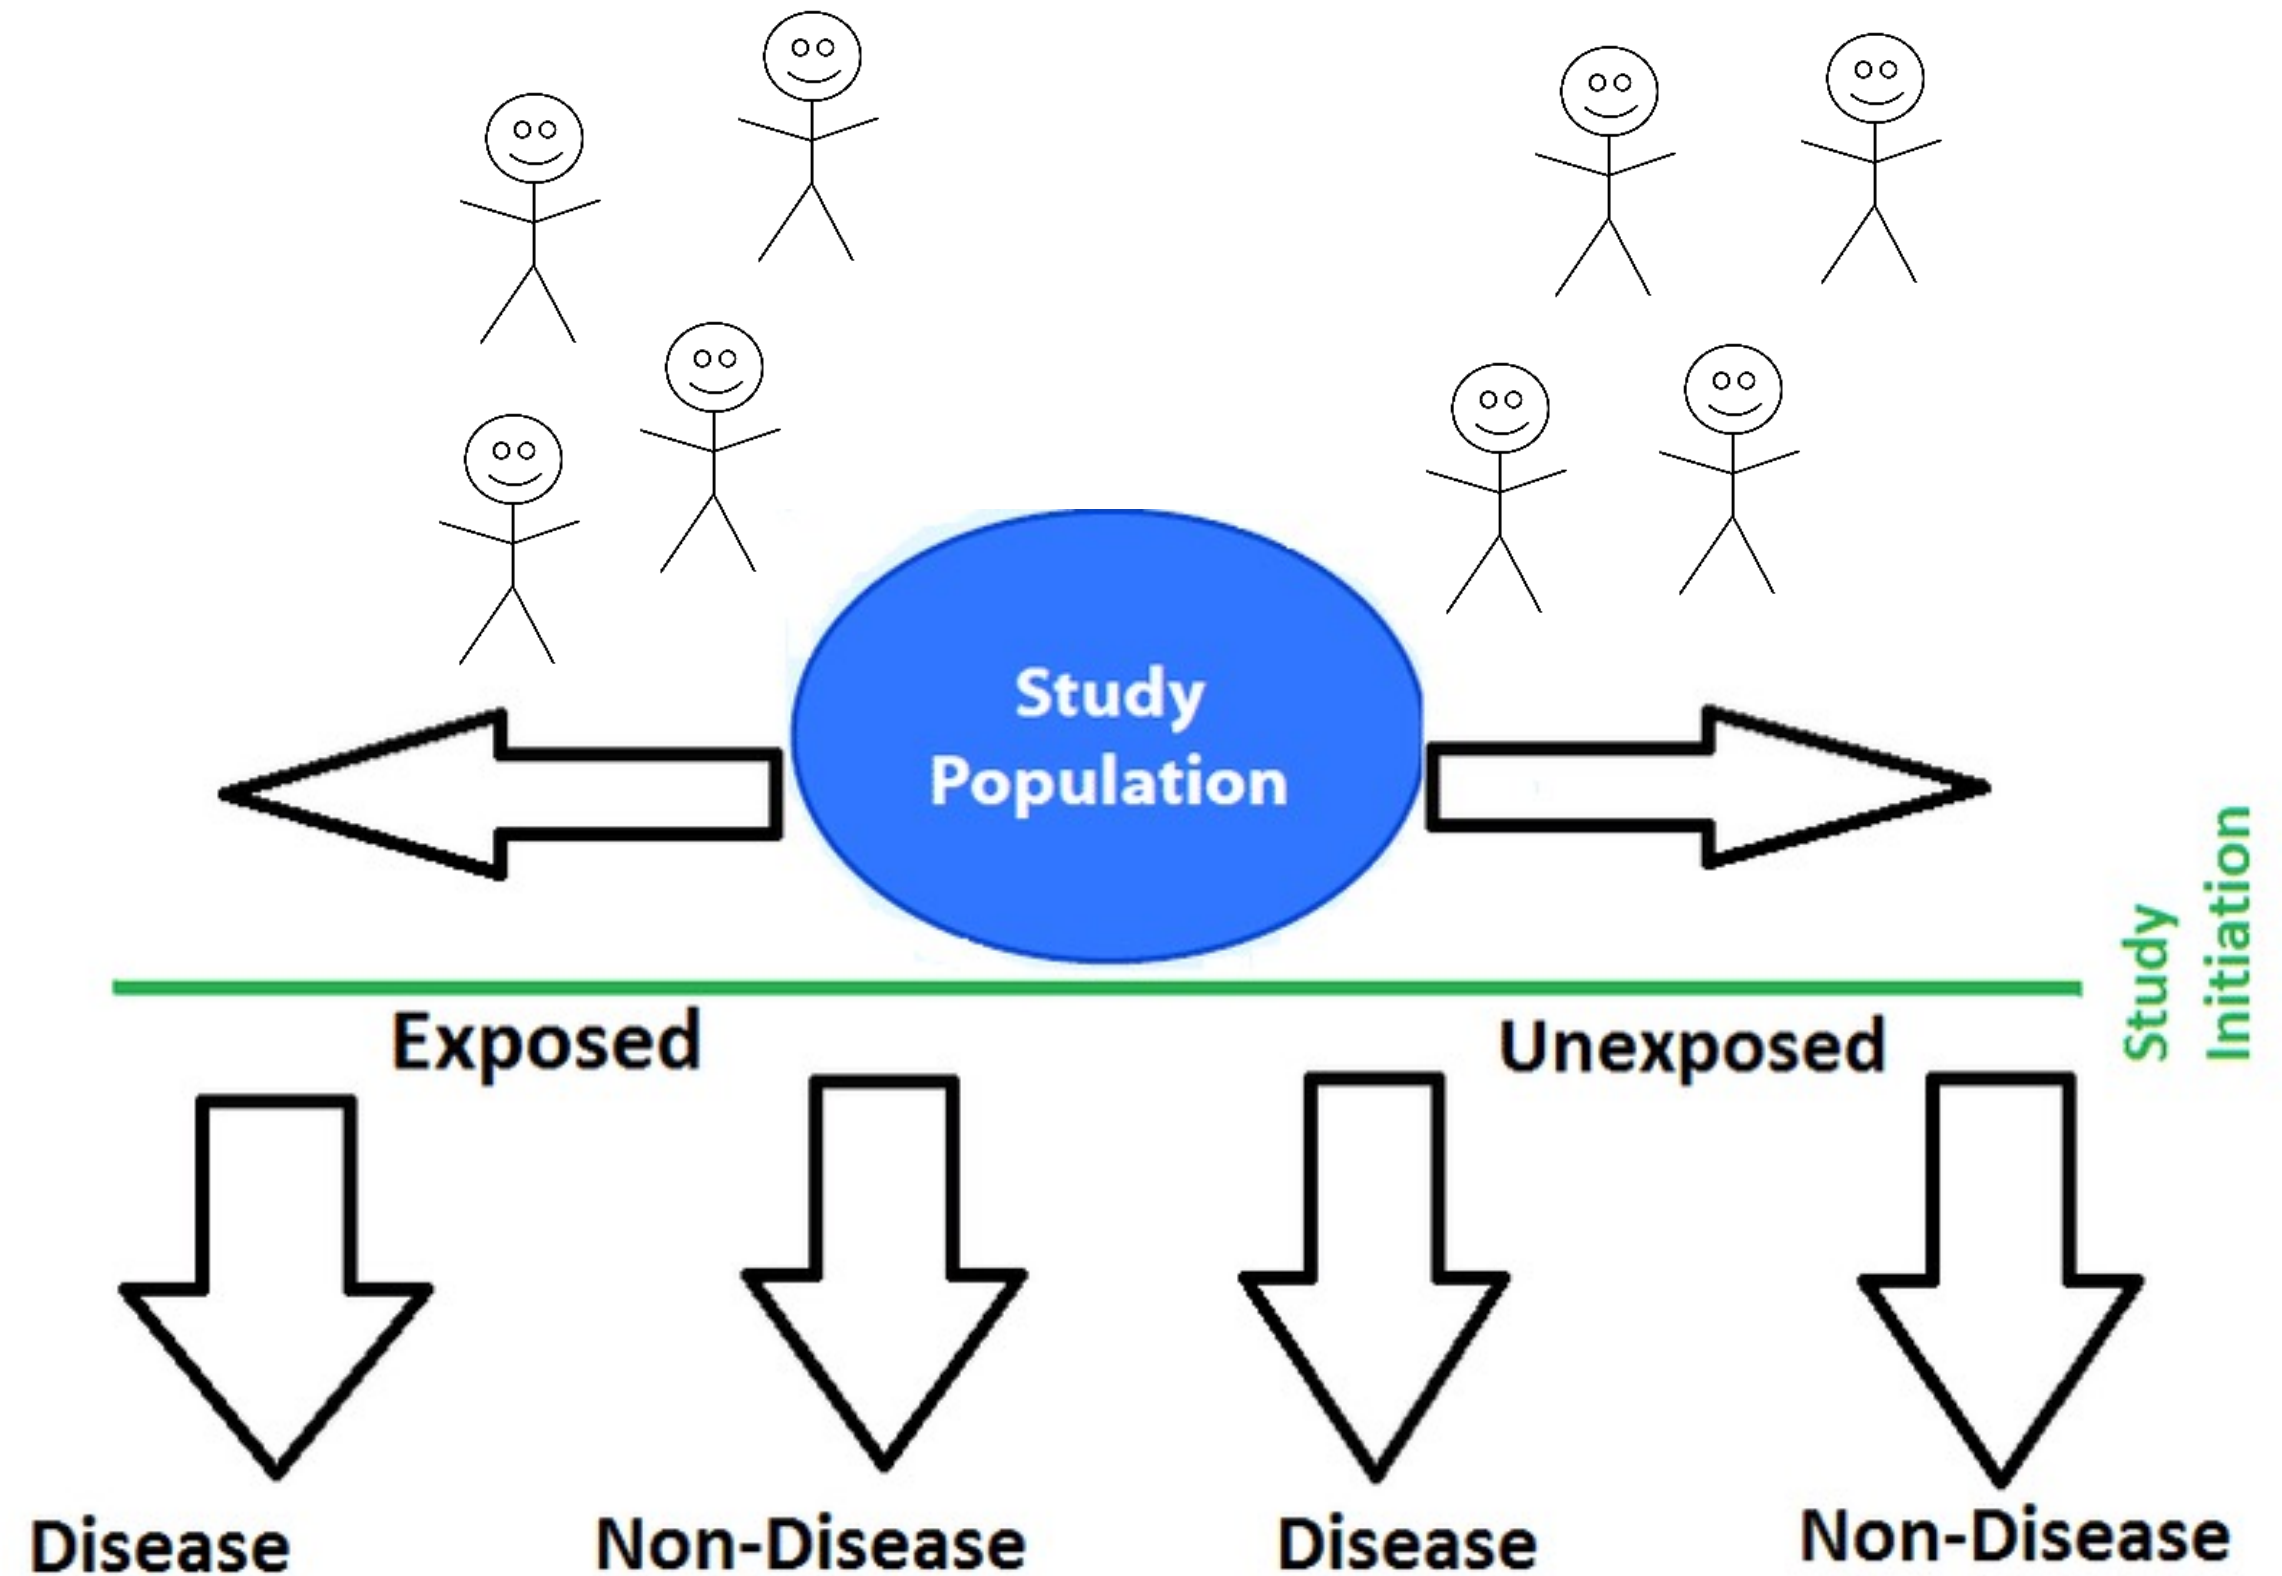 Study
Population
Study
Initiation
Exposed
Unexposed
Disease
Non-Disease
Disease
Non-Disease